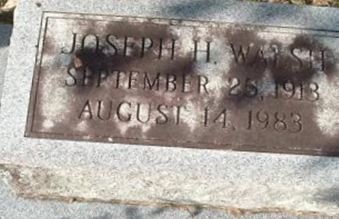 JOSEPH H. WALSH
SEPTEMBER 25, 1913
AUGUST 14, 1983